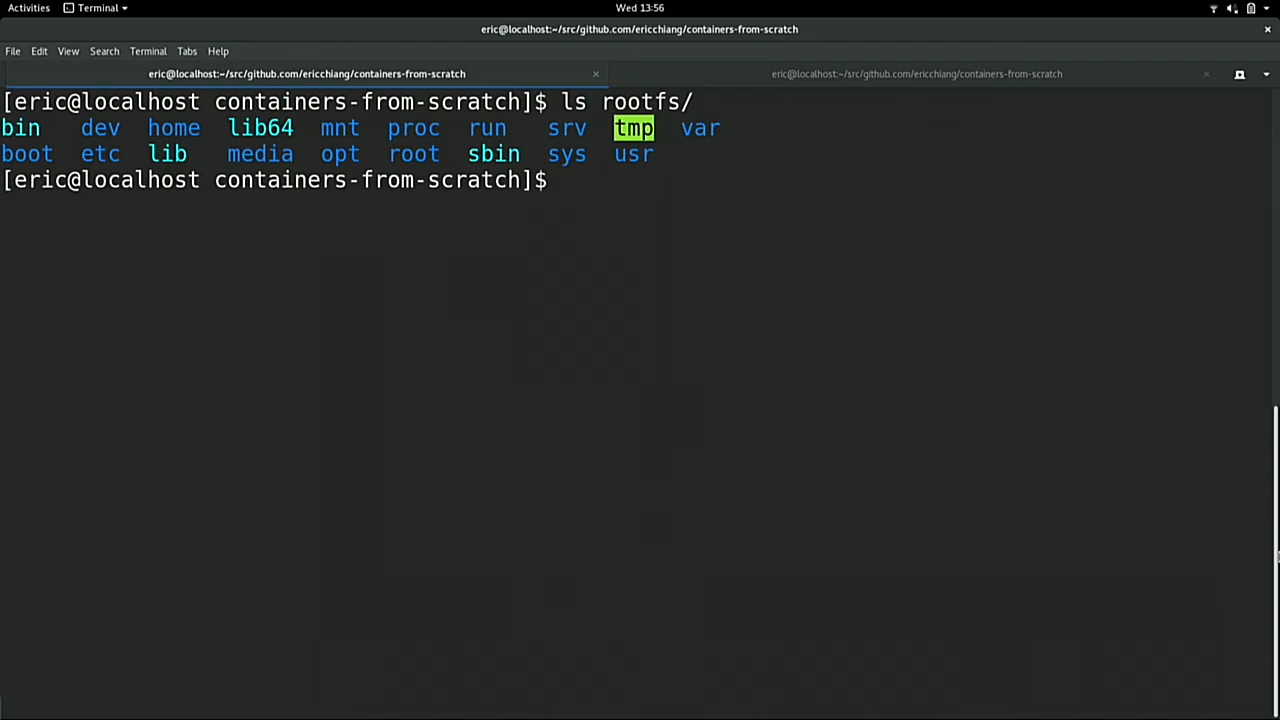 Activities Terminal Wed 13:56
eric@localhost:~/src/github.com/ericchiang/containers-from-scratch
File Edit View Search Terminal Tabs Help
eric@localhost:~/src/github.com/ericchiang/containers-from-scratch eric@localhost:~/src/github.com/ericchiang/containers-from-scratch
[eric@localhost containers-from-scratch]$ ls rootfs/
bin dev home lib64 mnt proc run srv tmp var
boot etc lib media opt root sbin sys usr
[eric@localhost containers-from-scratch]$